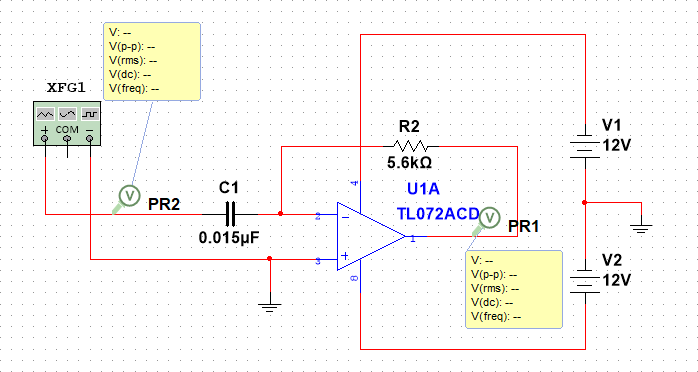 V: --
V(p-p): --
V(rms): --
V(dc): --
V(freq): --
XFG1
+ COM −
PR2
C1
0.015µF
R2
5.6kΩ
U1A
TL072ACD
4
2
−
3
+
1
8
PR1
V: --
V(p-p): --
V(rms): --
V(dc): --
V(freq): --
V
V
V1
12V
V2
12V